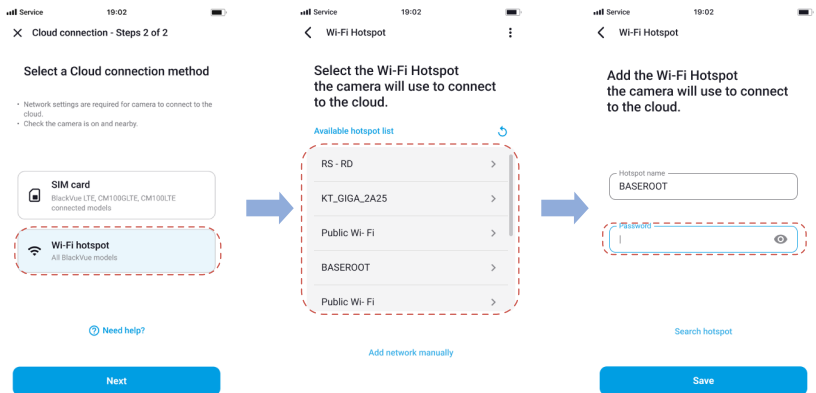 Service 19:02
Cloud connection - Steps 2 of 2
Select a Cloud connection method
• Network settings are required for camera to connect to the
cloud.
• Check the camera is on and nearby.
SIM card
BlackVue LTE, CM100GLTE, CM100LTE
connected models
Wi-Fi hotspot
All BlackVue models
Need help?
Next
Service 19:02
Wi-Fi Hotspot
Select the Wi-Fi Hotspot
the camera will use to connect
to the cloud.
Available hotspot list
RS - RD
KT_GIGA_2A25
Public Wi- Fi
BASEROOT
Public Wi- Fi
Add network manually
Service 19:02
Wi-Fi Hotspot
Add the Wi-Fi Hotspot
the camera will use to connect
to the cloud.
Hotspot name
BASEROOT
Password
Search hotspot
Save